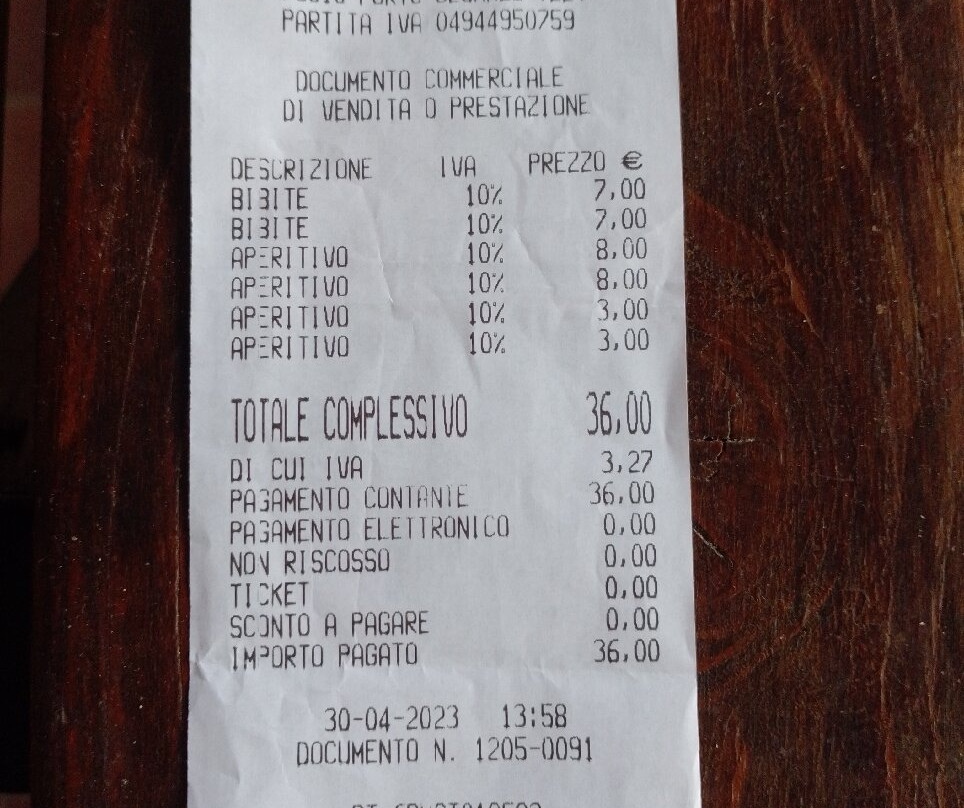 PARTITA IVA 04944950759
DOCUMENTO COMMERCIALE
DI VENDITA O PRESTAZIONE
DESCRIZIONE IVA PREZZO €
BIBITE 10% 7,00
BIBITE 10% 7,00
APERITIVO 10% 8,00
APERITIVO 10% 8,00
APERITIVO 10% 3,00
APERITIVO 10% 3,00
TOTALE COMPLESSIVO 36,00
DI CUI IVA 3,27
PAGAMENTO CONTANTE 36,00
PAGAMENTO ELETTRONICO 0,00
NON RISCOSSO 0,00
TICKET 0,00
SCONTO A PAGARE 0,00
IMPORTO PAGATO 36,00
30-04-2023 13:58
DOCUMENTO N. 1205-0091